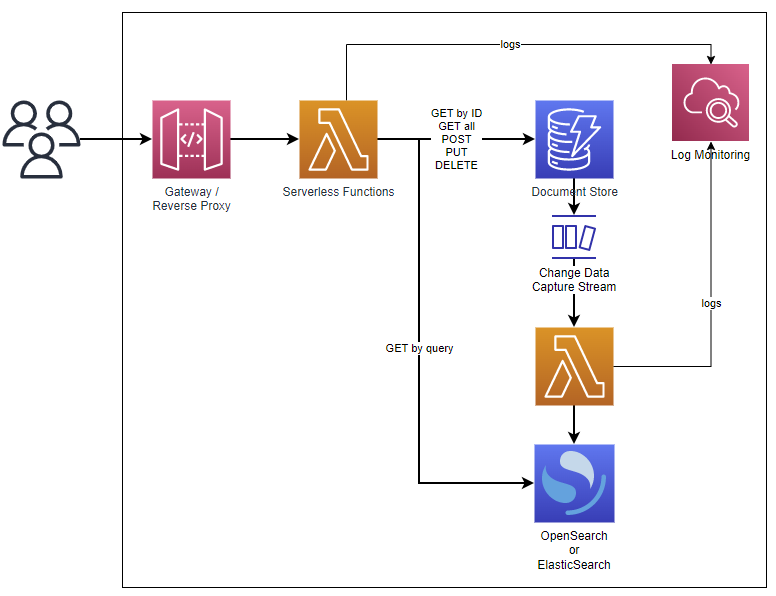 logs
GET by ID
GET all
POST
PUT
DELETE
Log Monitoring
</>
Gateway /
Reverse Proxy
Serverless Functions
Document Store
Change Data
Capture Stream
logs
GET by query
OpenSearch
or
ElasticSearch